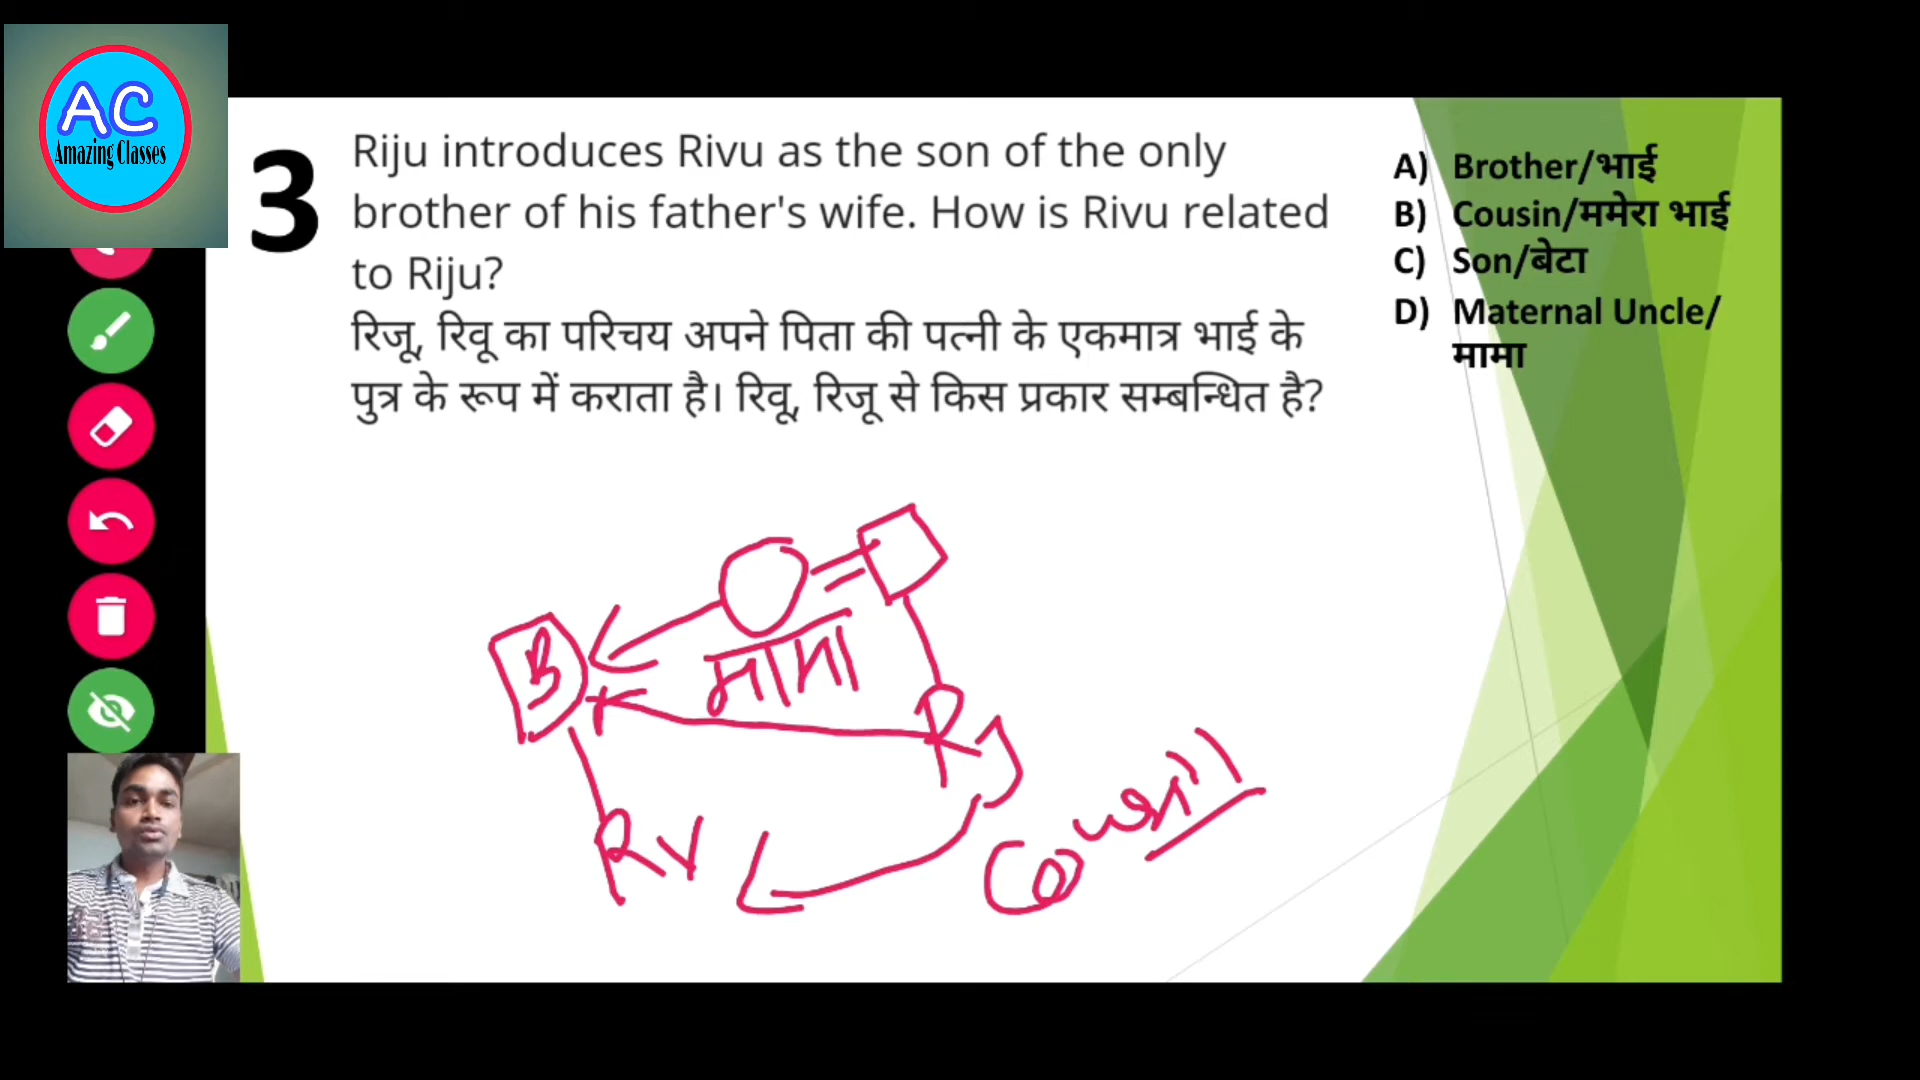 AC
Amazing Classes
3
Riju introduces Rivu as the son of the only
brother of his father's wife. How is Rivu related
to Riju?
रिजू, रिवू का परिचय अपने पिता की पत्नी के एकमात्र भाई के
पुत्र के रूप में कराता है। रिवू, रिजू से किस प्रकार सम्बन्धित है?
A) Brother/भाई
B) Cousin/ममेरा भाई
C) Son/बेटा
D) Maternal Uncle/
मामा
B
मामा
RJ
RV
Cousin